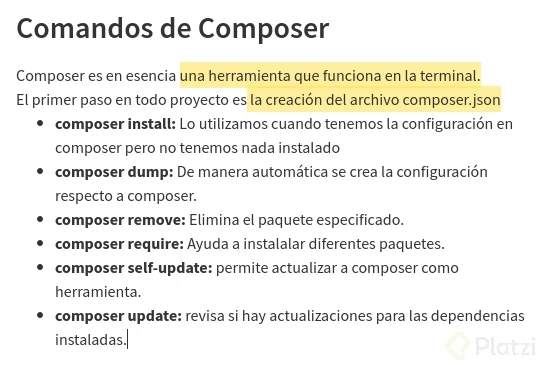 Comandos de Composer
Composer es en esencia una herramienta que funciona en la terminal.
El primer paso en todo proyecto es la creación del archivo composer.json
• composer install: Lo utilizamos cuando tenemos la configuración en
composer pero no tenemos nada instalado
• composer dump: De manera automática se crea la configuración
respecto a composer.
• composer remove: Elimina el paquete especificado.
• composer require: Ayuda a instalalar diferentes paquetes.
• composer self-update: permite actualizar a composer como
herramienta.
• composer update: revisa si hay actualizaciones para las dependencias
instaladas.
Platzi